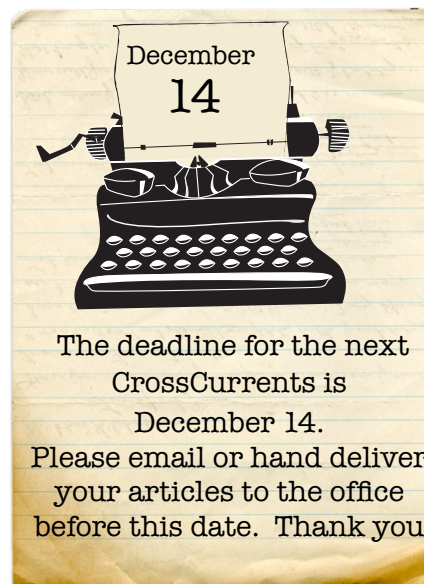 December
14
The deadline for the next
CrossCurrents is
December 14.
Please email or hand deliver
your articles to the office
before this date.  Thank you